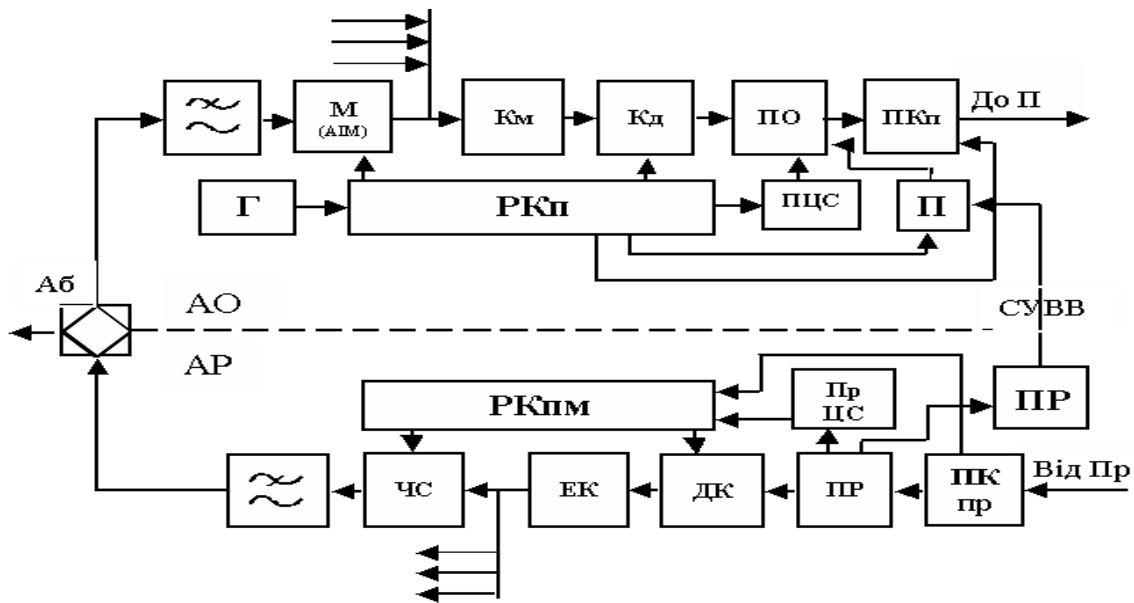 М
(АІМ)
Км
Кд
ПО
ПКп
До П
Г
РКп
ПЦС
П
Аб
АО
СУВВ
АР
РКпм
Пр
ЦС
ПР
ЧС
ЕК
ДК
ПР
ПК
пр
Від Пр